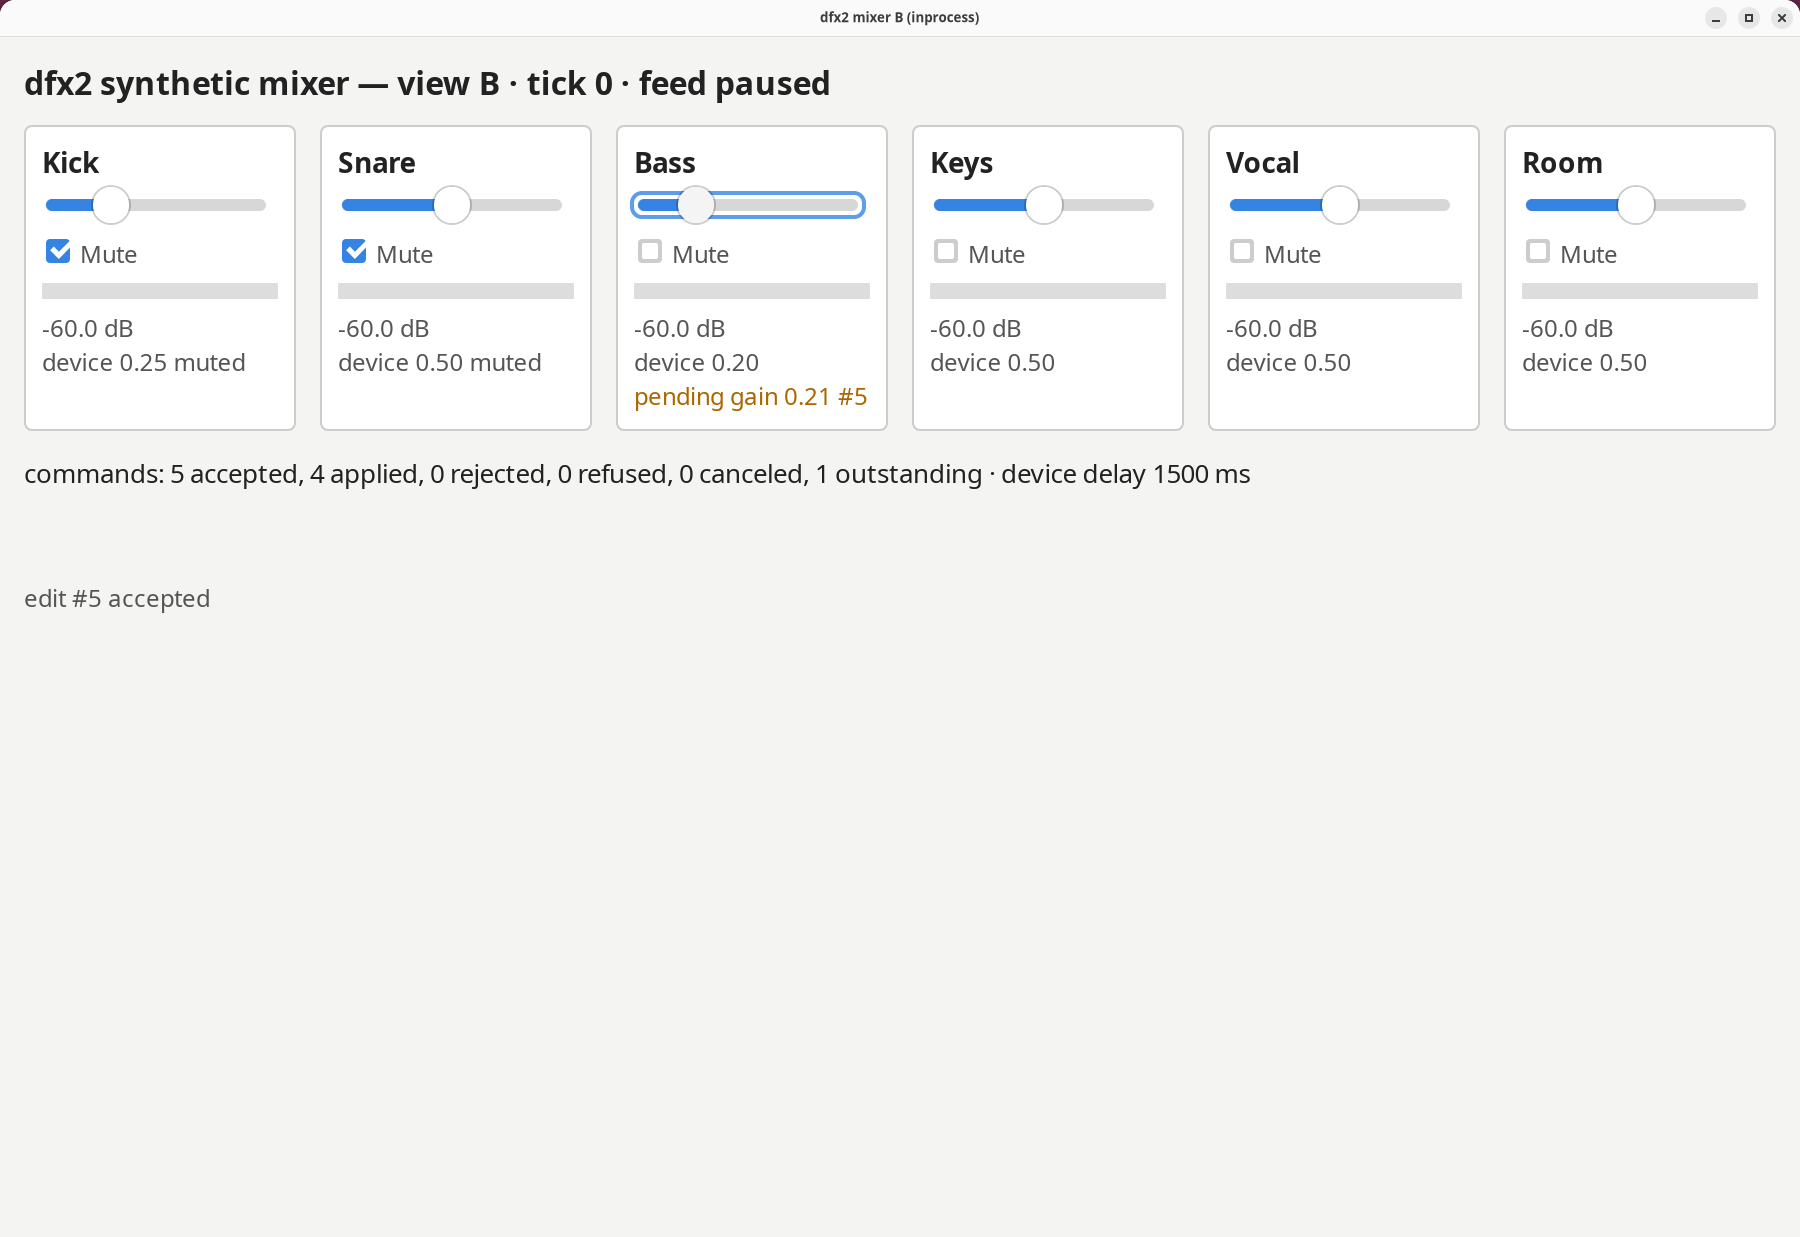 dfx2 mixer B (inprocess)
dfx2 synthetic mixer — view B · tick 0 · feed paused
Kick
Mute
-60.0 dB
device 0.25 muted
Snare
Mute
-60.0 dB
device 0.50 muted
Bass
Mute
-60.0 dB
device 0.20
pending gain 0.21 #5
Keys
Mute
-60.0 dB
device 0.50
Vocal
Mute
-60.0 dB
device 0.50
Room
Mute
-60.0 dB
device 0.50
commands: 5 accepted, 4 applied, 0 rejected, 0 refused, 0 canceled, 1 outstanding · device delay 1500 ms
edit #5 accepted